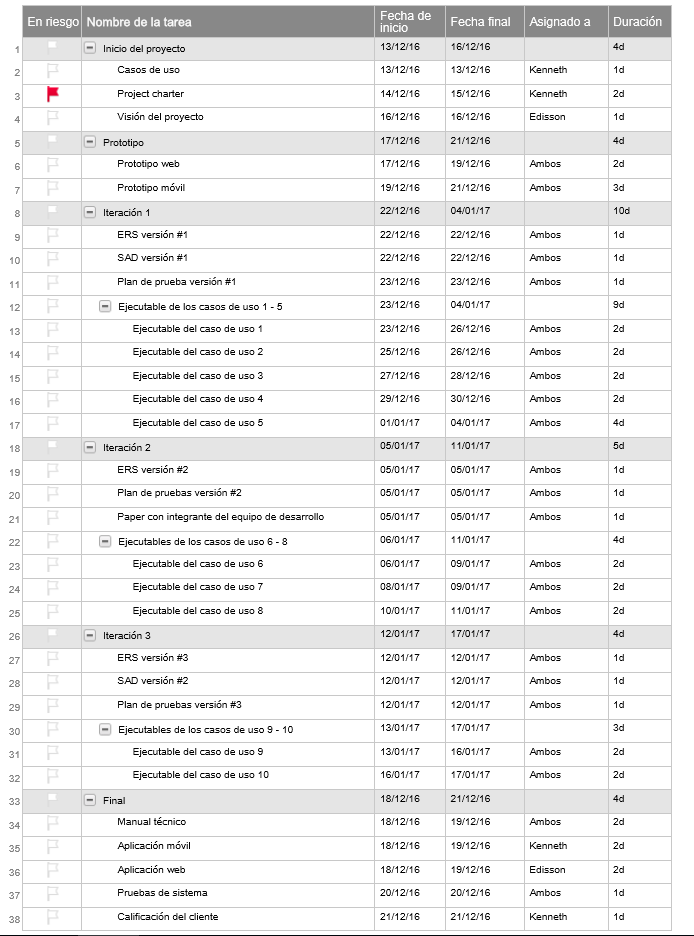 En riesgo Nombre de la tarea Fecha de inicio Fecha final Asignado a Duración
1 Inicio del proyecto 13/12/16 16/12/16 4d
2 Casos de uso 13/12/16 13/12/16 Kenneth 1d
3 Project charter 14/12/16 15/12/16 Kenneth 2d
4 Visión del proyecto 16/12/16 16/12/16 Edisson 1d
5 Prototipo 17/12/16 21/12/16 4d
6 Prototipo web 17/12/16 19/12/16 Ambos 2d
7 Prototipo móvil 19/12/16 21/12/16 Ambos 3d
8 Iteración 1 22/12/16 04/01/17 10d
9 ERS versión #1 22/12/16 22/12/16 Ambos 1d
10 SAD versión #1 22/12/16 22/12/16 Ambos 1d
11 Plan de prueba versión #1 23/12/16 23/12/16 Ambos 1d
12 Ejecutable de los casos de uso 1 - 5 23/12/16 04/01/17 9d
13 Ejecutable del caso de uso 1 23/12/16 26/12/16 Ambos 2d
14 Ejecutable del caso de uso 2 25/12/16 26/12/16 Ambos 2d
15 Ejecutable del caso de uso 3 27/12/16 28/12/16 Ambos 2d
16 Ejecutable del caso de uso 4 29/12/16 30/12/16 Ambos 2d
17 Ejecutable del caso de uso 5 01/01/17 04/01/17 Ambos 4d
18 Iteración 2 05/01/17 11/01/17 5d
19 ERS versión #2 05/01/17 05/01/17 Ambos 1d
20 Plan de pruebas versión #2 05/01/17 05/01/17 Ambos 1d
21 Paper con integrante del equipo de desarrollo 05/01/17 05/01/17 Ambos 1d
22 Ejecutables de los casos de uso 6 - 8 06/01/17 11/01/17 4d
23 Ejecutable del caso de uso 6 06/01/17 09/01/17 Ambos 2d
24 Ejecutable del caso de uso 7 08/01/17 09/01/17 Ambos 2d
25 Ejecutable del caso de uso 8 10/01/17 11/01/17 Ambos 2d
26 Iteración 3 12/01/17 17/01/17 4d
27 ERS versión #3 12/01/17 12/01/17 Ambos 1d
28 SAD versión #2 12/01/17 12/01/17 Ambos 1d
29 Plan de pruebas versión #3 12/01/17 12/01/17 Ambos 1d
30 Ejecutables de los casos de uso 9 - 10 13/01/17 17/01/17 3d
31 Ejecutable del caso de uso 9 13/01/17 16/01/17 Ambos 2d
32 Ejecutable del caso de uso 10 16/01/17 17/01/17 Ambos 2d
33 Final 18/12/16 21/12/16 4d
34 Manual técnico 18/12/16 19/12/16 Ambos 2d
35 Aplicación móvil 18/12/16 19/12/16 Kenneth 2d
36 Aplicación web 18/12/16 19/12/16 Edisson 2d
37 Pruebas de sistema 20/12/16 20/12/16 Ambos 1d
38 Calificación del cliente 21/12/16 21/12/16 Kenneth 1d